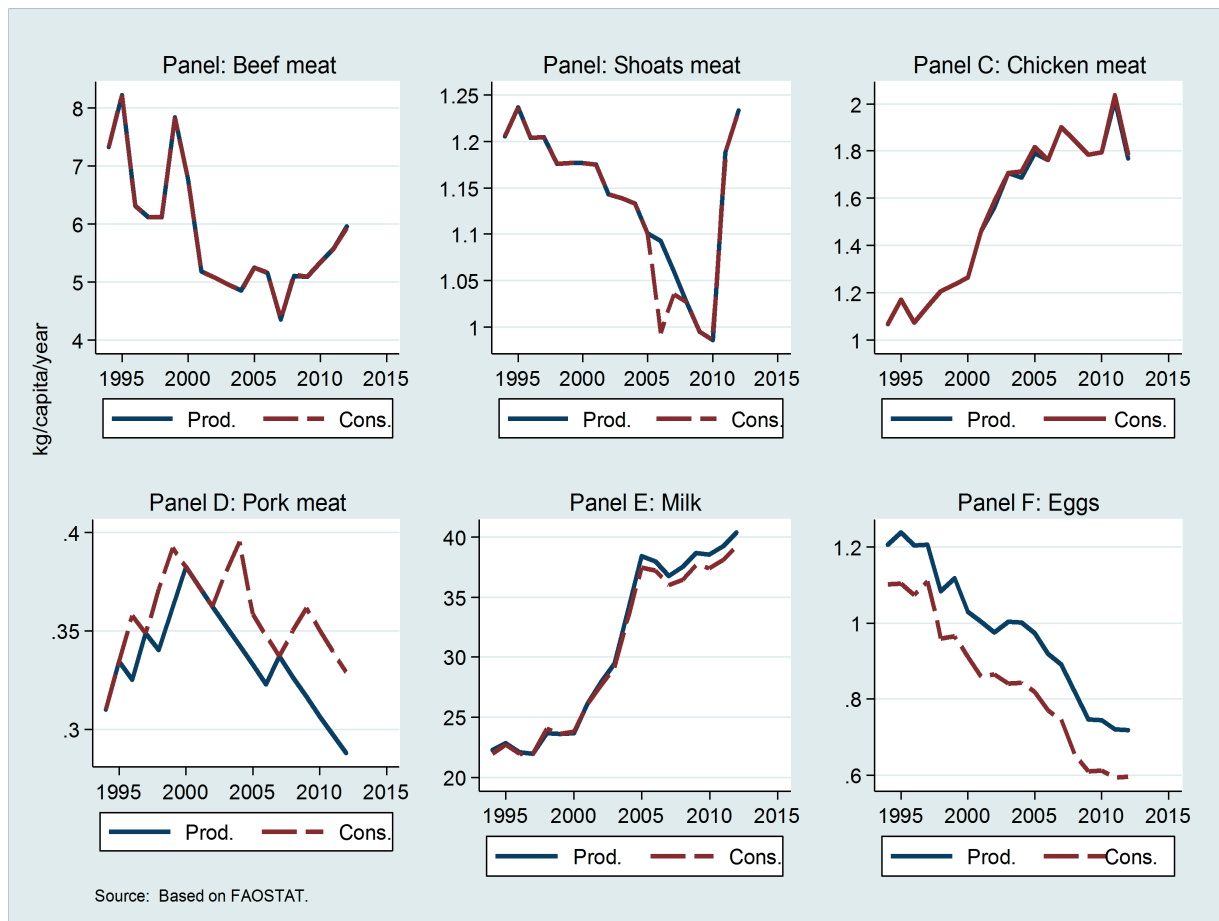 Panel: Beef meat
8
7
6
5
4
1995 2000 2005 2010 2015
Prod. Cons.
Panel: Shoats meat
1.25
1.2
1.15
1.1
1.05
1
1995 2000 2005 2010 2015
Prod. Cons.
Panel C: Chicken meat
2
1.8
1.6
1.4
1.2
1
1995 2000 2005 2010 2015
Prod. Cons.
kg/capita/year
Panel D: Pork meat
.4
.35
.3
1995 2000 2005 2010 2015
Prod. Cons.
Panel E: Milk
40
35
30
25
20
1995 2000 2005 2010 2015
Prod. Cons.
Panel F: Eggs
1.2
1
.8
.6
1995 2000 2005 2010 2015
Prod. Cons.
Source: Based on FAOSTAT.